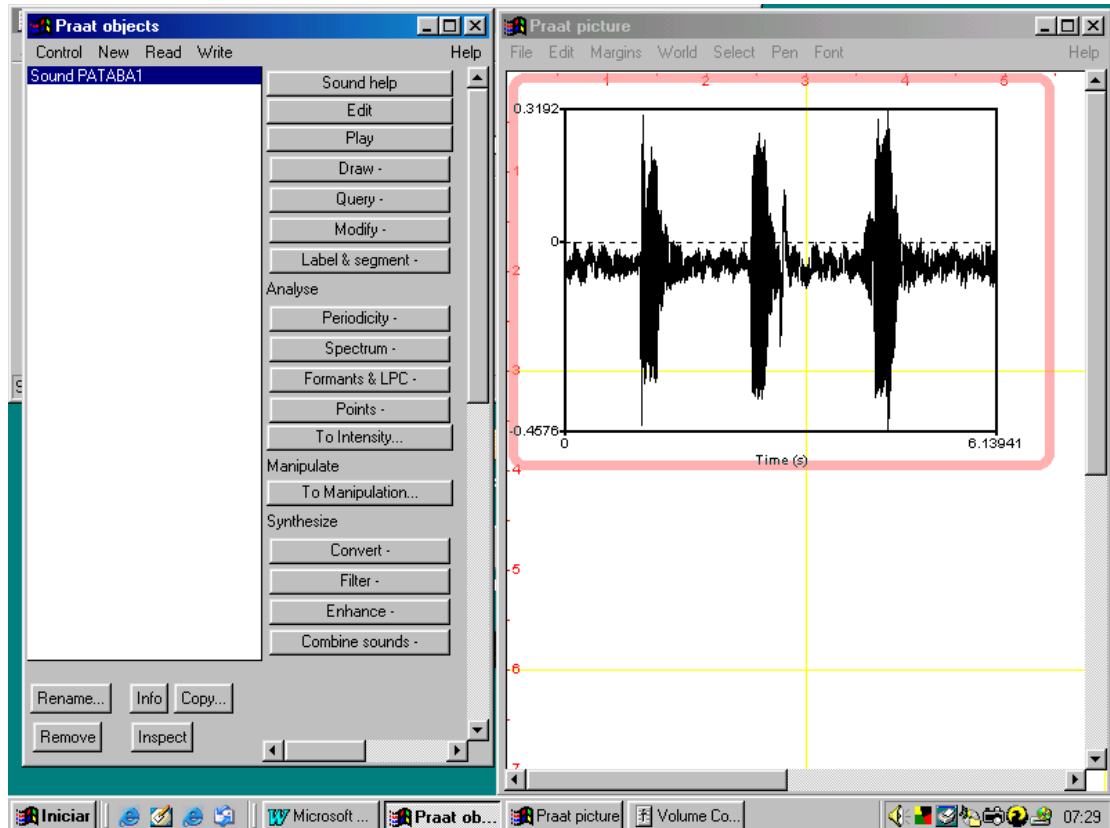 Praat objects
Control New Read Write Help
Sound PATABA1
Sound help
Edit
Play
Draw -
Query -
Modify -
Label & segment -
Analyse
Periodicity -
Spectrum -
Formants & LPC -
Points -
To Intensity...
Manipulate
To Manipulation...
Synthesize
Convert -
Filter -
Enhance -
Combine sounds -
Rename... Info Copy...
Remove Inspect
Praat picture
File Edit Margins World Select Pen Font Help
2 3 4 5
0.3192
1
0
2
3
-0.4576
0 6.13941
Time (s)
4
5
6
7
Iniciar Microsoft ... Praat ob... Praat picture Volume Co... 07:29